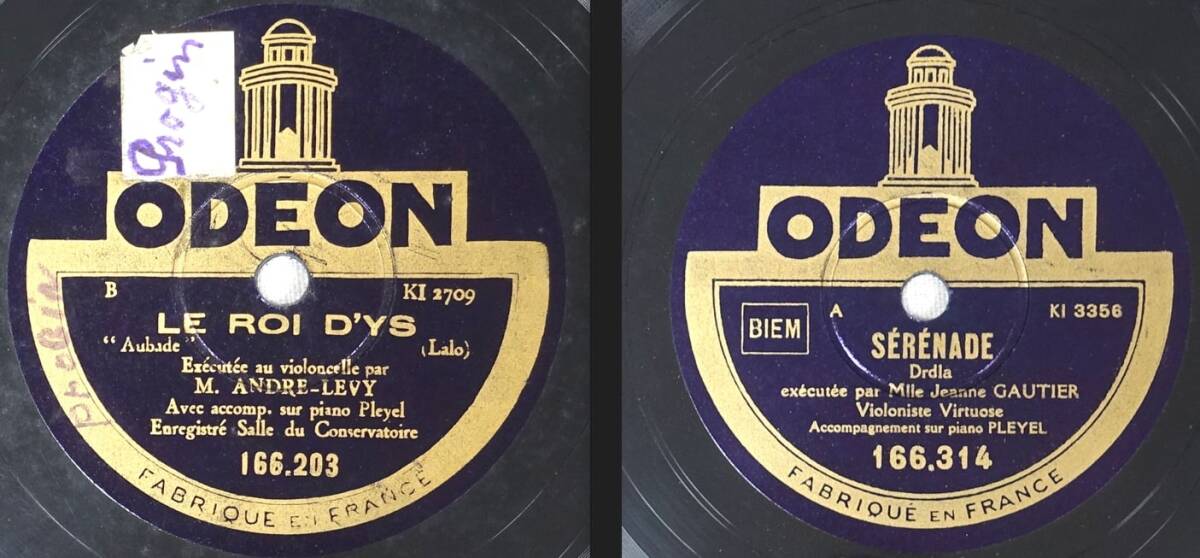 Progin
ODEON
progin
B
KI 2709
LE ROI D'YS
"Aubade"
(Lalo)
Exécutée au violoncelle par
M. ANDRE-LEVY
Avec accomp. sur piano Pleyel
Enregistré Salle du Conservatoire
166.203
FABRIQUE EN FRANCE
ODEON
BIEM
A
KI 3356
SÉRÉNADE
Drdla
exécutée par Mlle Jeanne GAUTIER
Violoniste Virtuose
Accompagnement sur piano PLEYEL
166.314
FABRIQUÉ EN FRANCE